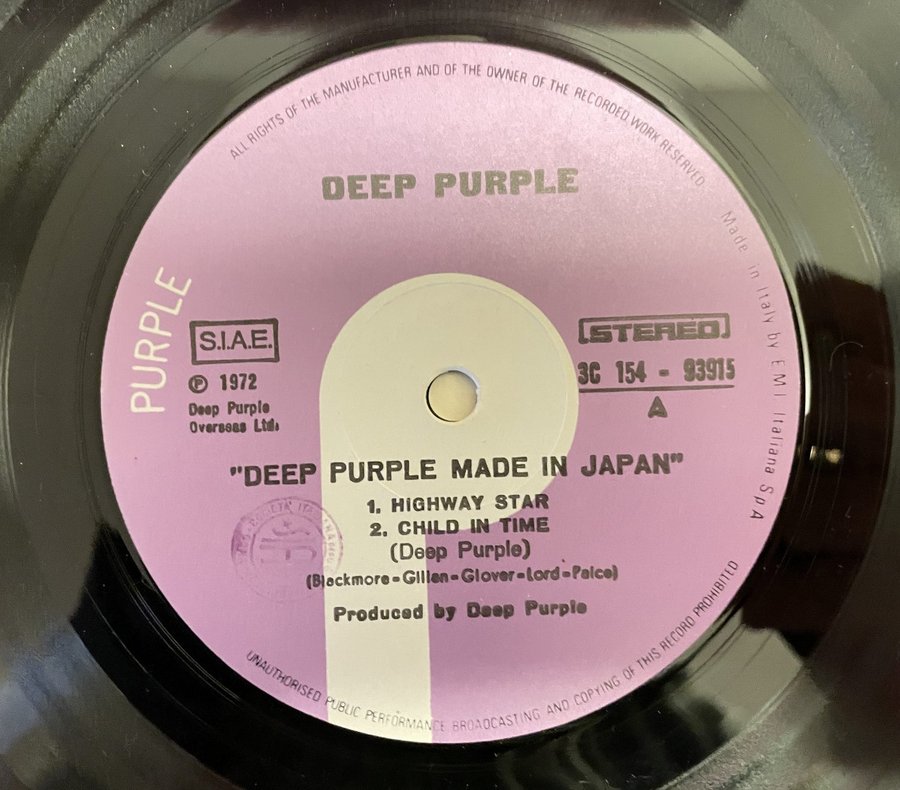 ALL RIGHTS OF THE MANUFACTURER AND OF THE OWNER OF THE RECORDED WORK RESERVED
DEEP PURPLE
Made in Italy by EMI Italiana SpA
PURPLE
S.I.A.E.
STEREO
℗ 1972
3C 154 - 93915
Deep Purple
A
Overseas Ltd.
"DEEP PURPLE MADE IN JAPAN"
1. HIGHWAY STAR
2. CHILD IN TIME
(Deep Purple)
(Blackmore-Gillan-Glover-Lord-Paice)
Produced by Deep Purple
UNAUTHORISED PUBLIC PERFORMANCE BROADCASTING AND COPYING OF THIS RECORD PROHIBITED